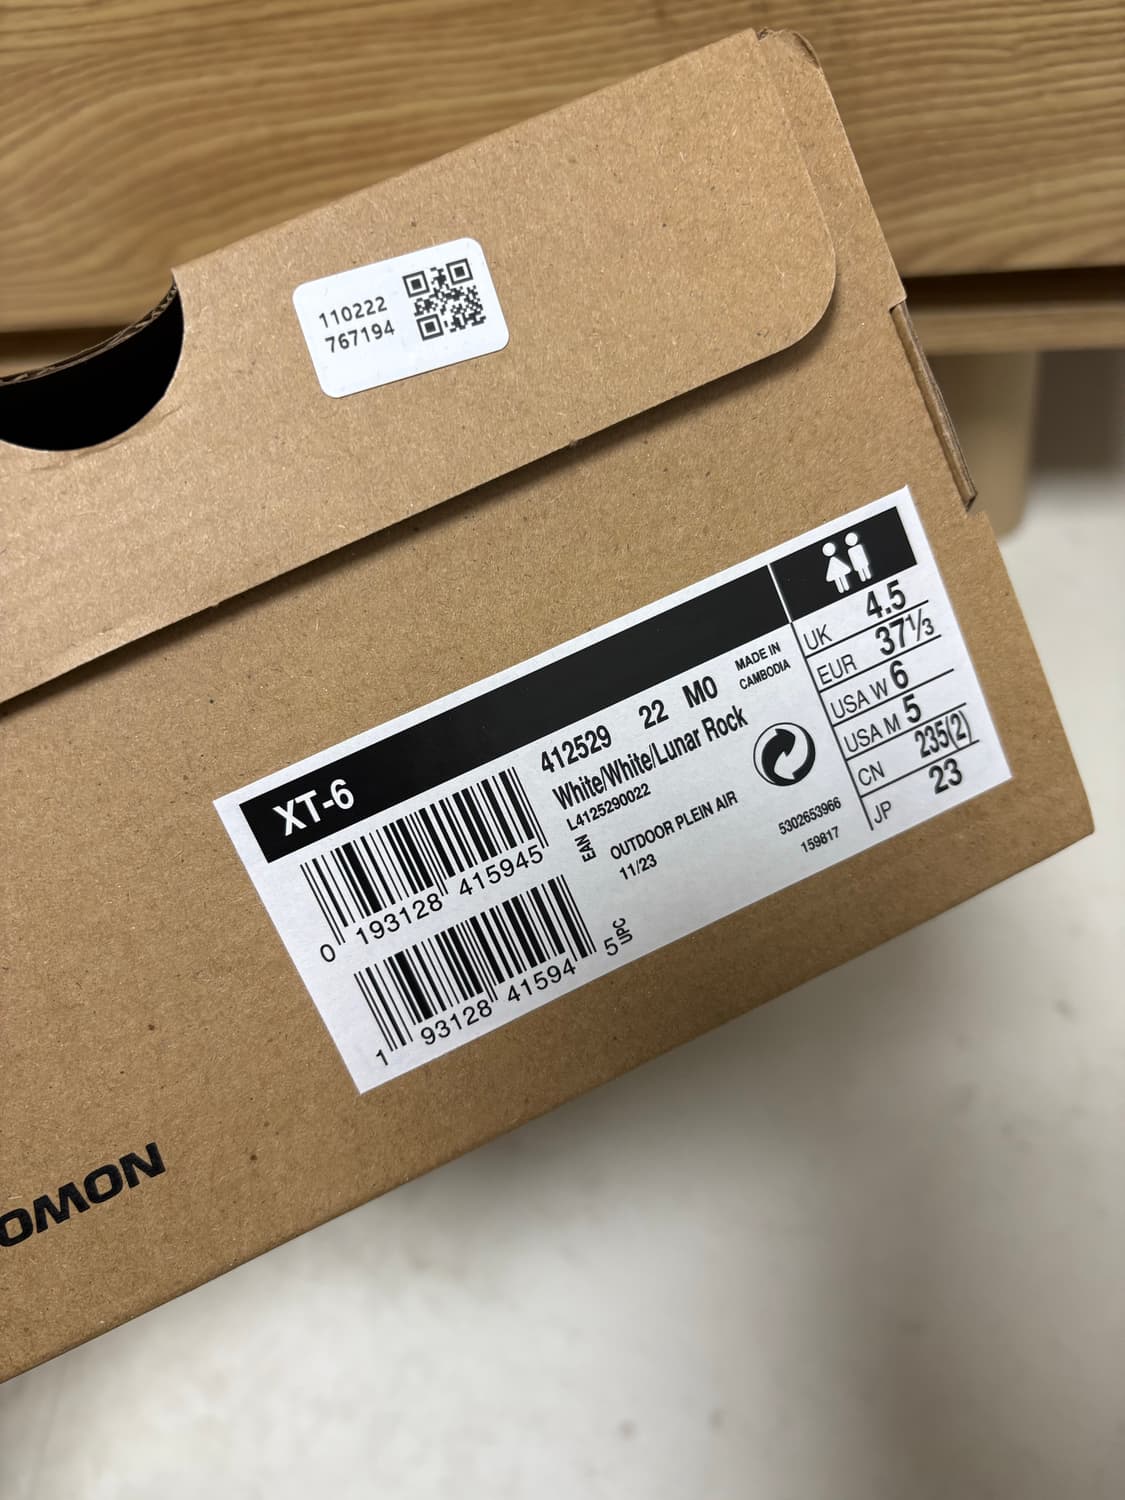 110222
767194
XT-6
412529 22 M0
MADE IN
CAMBODIA
White/White/Lunar Rock
L4125290022
EAN
OUTDOOR PLEIN AIR
11/23
5302653966
159817
0 193128 415945
1 93128 41594 5
UPC
UK 4.5
EUR 37⅓
USA W 6
USA M 5
CN 235(2)
JP 23
OMON